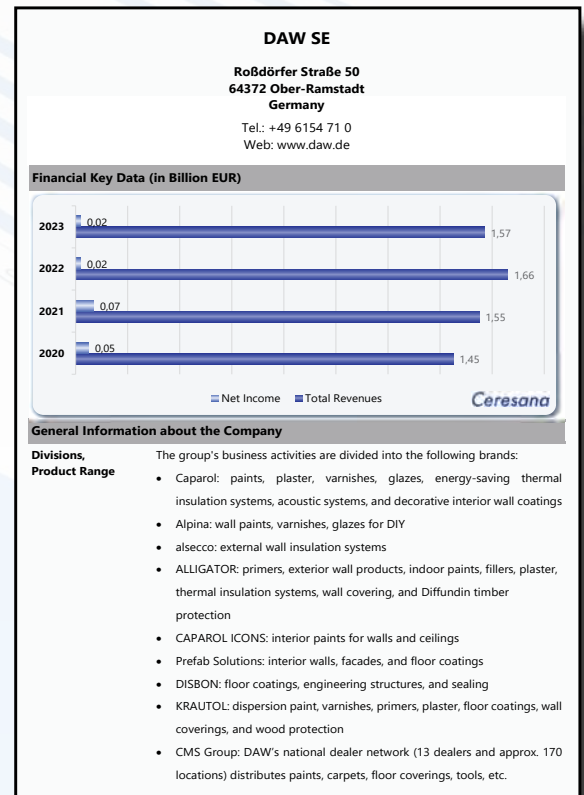 DAW SE
Roßdörfer Straße 50
64372 Ober-Ramstadt
Germany
Tel.: +49 6154 71 0
Web: www.daw.de
Financial Key Data (in Billion EUR)
2023 0,02 1,57
2022 0,02 1,66
2021 0,07 1,55
2020 0,05 1,45
Net Income Total Revenues
Ceresana
General Information about the Company
Divisions, Product Range
The group's business activities are divided into the following brands:
• Caparol: paints, plaster, varnishes, glazes, energy-saving thermal
insulation systems, acoustic systems, and decorative interior wall coatings
• Alpina: wall paints, varnishes, glazes for DIY
• alsecco: external wall insulation systems
• ALLIGATOR: primers, exterior wall products, indoor paints, fillers, plaster,
thermal insulation systems, wall covering, and Diffundin timber
protection
• CAPAROL ICONS: interior paints for walls and ceilings
• Prefab Solutions: interior walls, facades, and floor coatings
• DISBON: floor coatings, engineering structures, and sealing
• KRAUTOL: dispersion paint, varnishes, primers, plaster, floor coatings, wall
coverings, and wood protection
• CMS Group: DAW's national dealer network (13 dealers and approx. 170
locations) distributes paints, carpets, floor coverings, tools, etc.